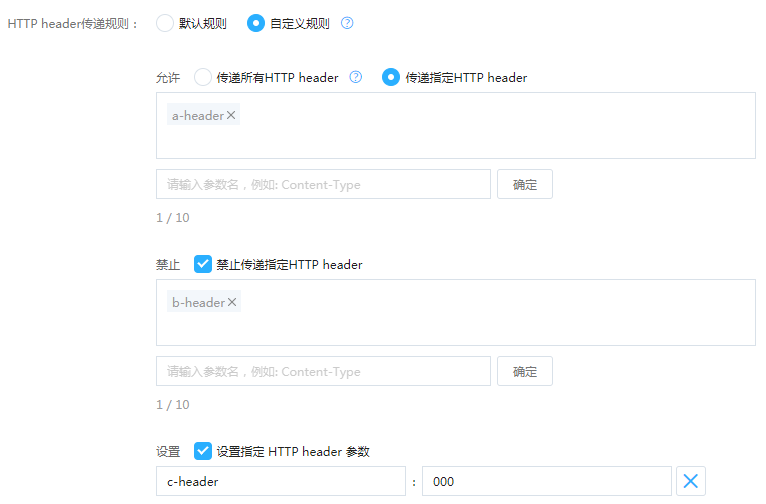 HTTP header传递规则： 默认规则 自定义规则 ?
允许 传递所有HTTP header ? 传递指定HTTP header
a-header×
请输入参数名，例如: Content-Type 确定
1 / 10
禁止 禁止传递指定HTTP header
b-header×
请输入参数名，例如: Content-Type 确定
1 / 10
设置 设置指定 HTTP header 参数
c-header : 000